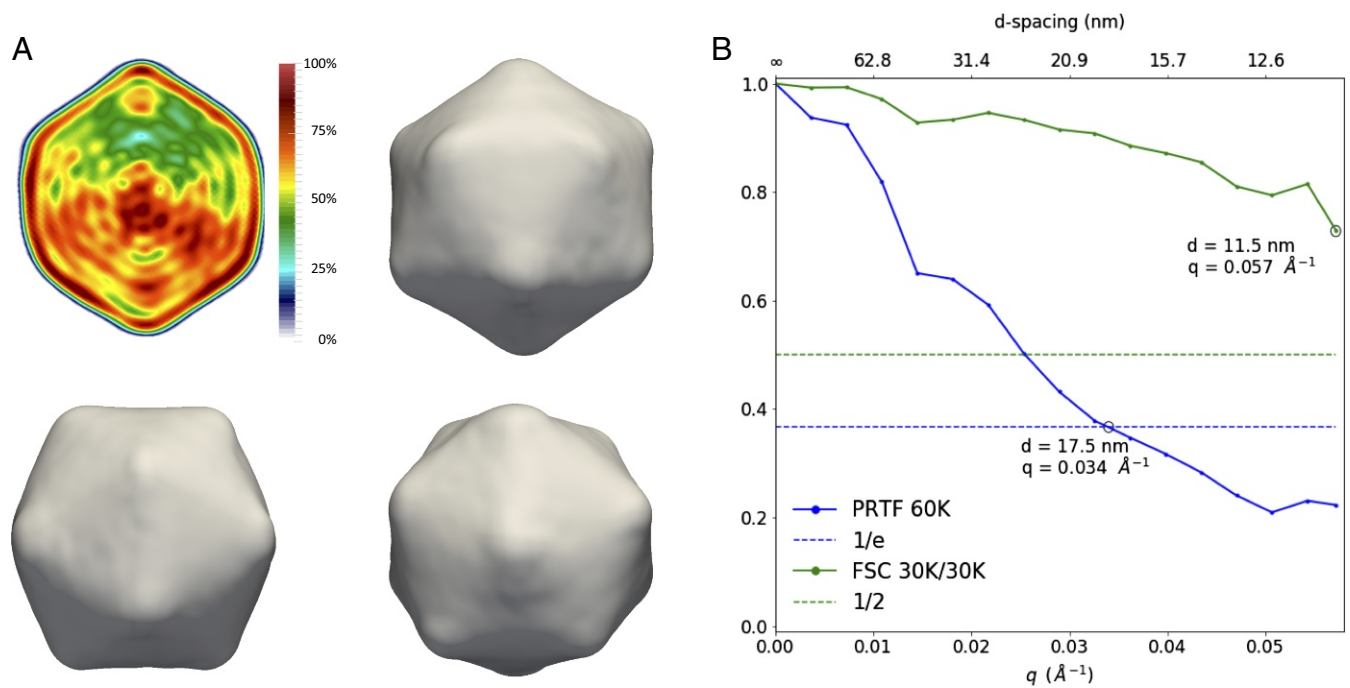 A
100%
75%
50%
25%
0%
B
d-spacing (nm)
∞ 62.8 31.4 20.9 15.7 12.6
1.0
0.8
0.6
0.4
0.2
0.0
d = 11.5 nm
q = 0.057 Å⁻¹
d = 17.5 nm
q = 0.034 Å⁻¹
PRTF 60K
1/e
FSC 30K/30K
1/2
0.00 0.01 0.02 0.03 0.04 0.05
q (Å⁻¹)